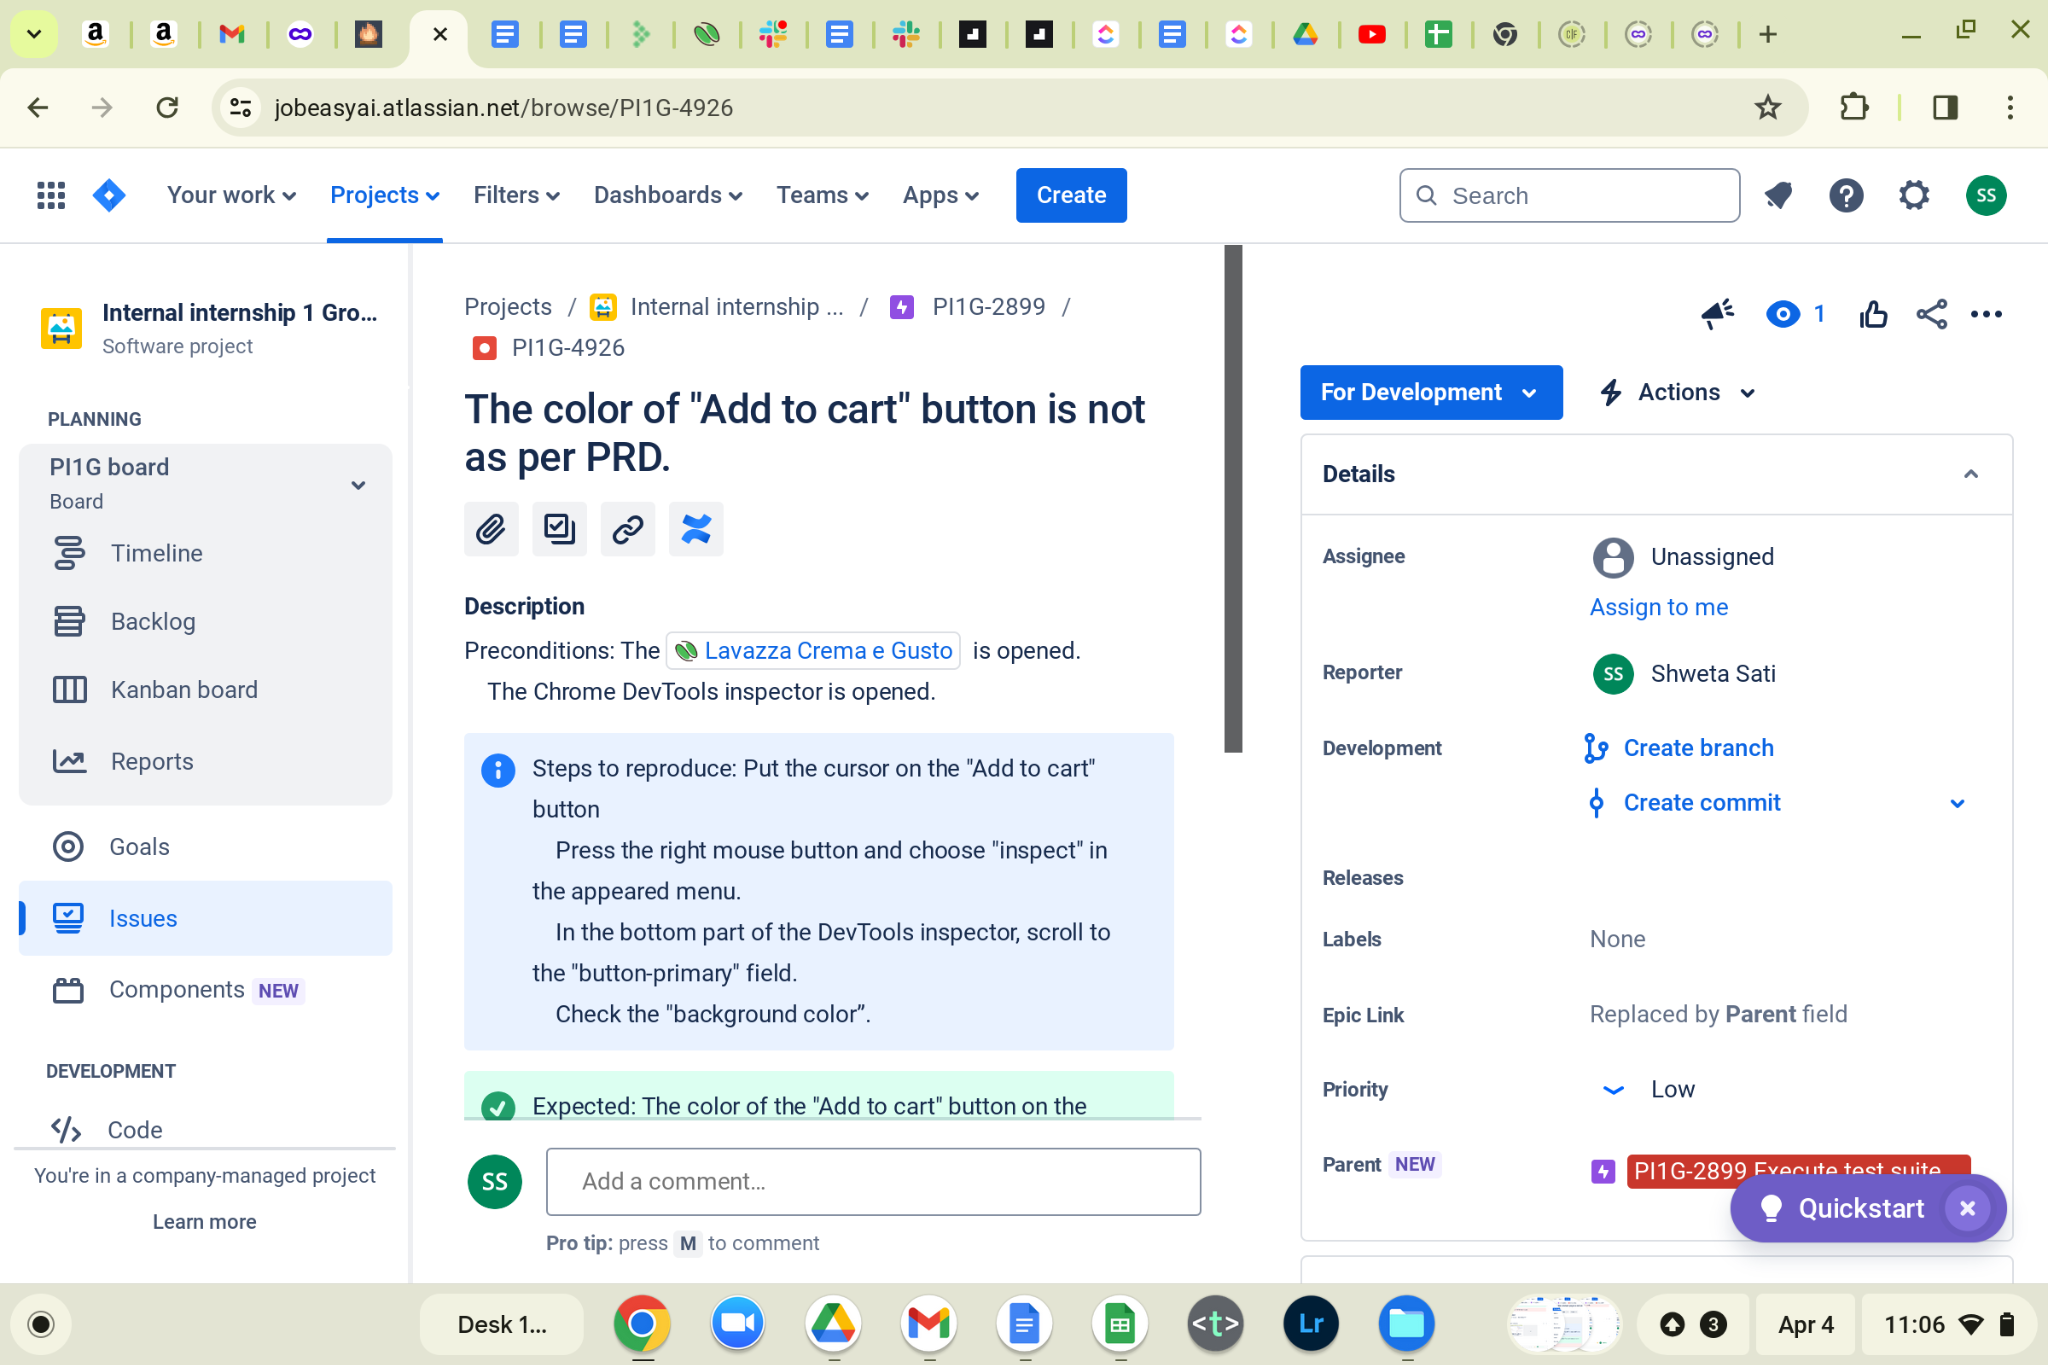 jobeasyai.atlassian.net/browse/PI1G-4926
Your work
Projects
Filters
Dashboards
Teams
Apps
Create
Search
SS
Internal internship 1 Gro...
Software project
PLANNING
PI1G board
Board
Timeline
Backlog
Kanban board
Reports
Goals
Issues
Components NEW
DEVELOPMENT
Code
You're in a company-managed project
Learn more
Projects / Internal internship ... / PI1G-2899 /
PI1G-4926
The color of "Add to cart" button is not
as per PRD.
Description
Preconditions: The Lavazza Crema e Gusto is opened.
The Chrome DevTools inspector is opened.
Steps to reproduce: Put the cursor on the "Add to cart"
button
Press the right mouse button and choose "inspect" in
the appeared menu.
In the bottom part of the DevTools inspector, scroll to
the "button-primary" field.
Check the "background color”.
Expected: The color of the "Add to cart" button on the
SS
Add a comment…
Pro tip: press M to comment
1
For Development
Actions
Details
Assignee
Unassigned
Assign to me
Reporter
SS Shweta Sati
Development
Create branch
Create commit
Releases
Labels
None
Epic Link
Replaced by Parent field
Priority
Low
Parent NEW
PI1G-2899 Execute test suite
Quickstart
Desk 1...
<t>
Lr
3
Apr 4
11:06